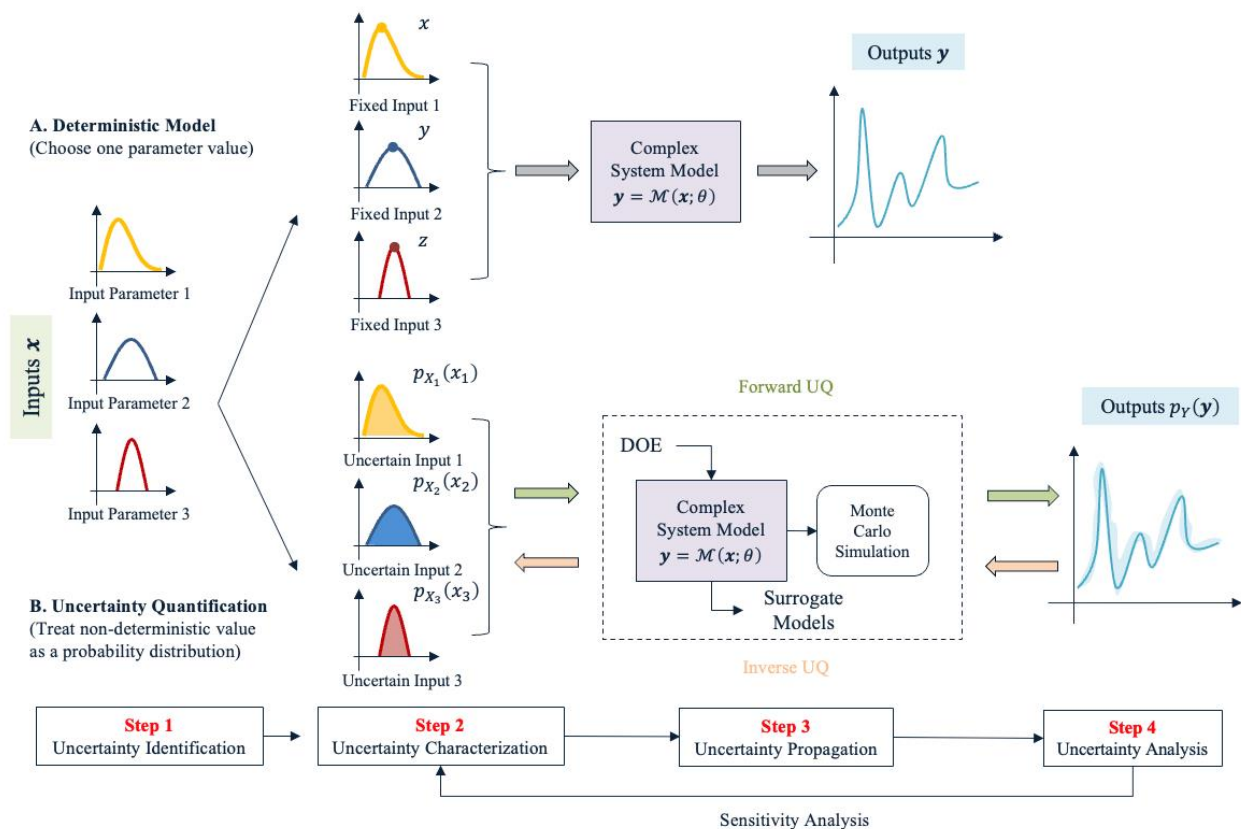 Inputs 𝒙
A. Deterministic Model
(Choose one parameter value)
Input Parameter 1
Input Parameter 2
Input Parameter 3
B. Uncertainty Quantification
(Treat non-deterministic value
as a probability distribution)
x
Fixed Input 1
y
Fixed Input 2
z
Fixed Input 3
Complex
System Model
𝒚 = ℳ(𝒙; θ)
Outputs 𝒚
p_{X_1}(x_1)
Uncertain Input 1
p_{X_2}(x_2)
Uncertain Input 2
p_{X_3}(x_3)
Uncertain Input 3
Forward UQ
DOE
Complex
System Model
𝒚 = ℳ(𝒙; θ)
Monte
Carlo
Simulation
Surrogate
Models
Inverse UQ
Outputs p_Y(𝒚)
Step 1
Uncertainty Identification
Step 2
Uncertainty Characterization
Step 3
Uncertainty Propagation
Step 4
Uncertainty Analysis
Sensitivity Analysis